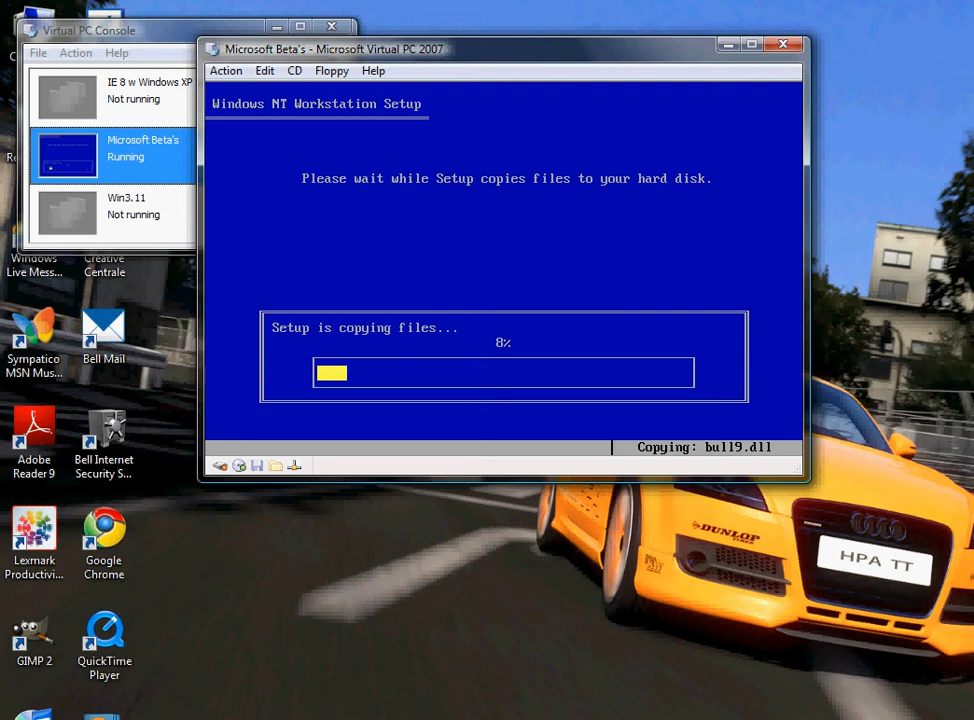 Virtual PC Console
File Action Help
IE 8 w Windows XP
Not running
Microsoft Beta's
Running
Win3.11
Not running
Microsoft Beta's - Microsoft Virtual PC 2007
Action Edit CD Floppy Help
Windows NT Workstation Setup
Please wait while Setup copies files to your hard disk.
Setup is copying files...
8%
Copying: bull9.dll
Windows
Live Mess...
Creative
Centrale
Sympatico
MSN Mus...
Bell Mail
Adobe
Reader 9
Bell Internet
Security S...
Lexmark
Productivi...
Google
Chrome
GIMP 2
QuickTime
Player
DUNLOP
HPA TT